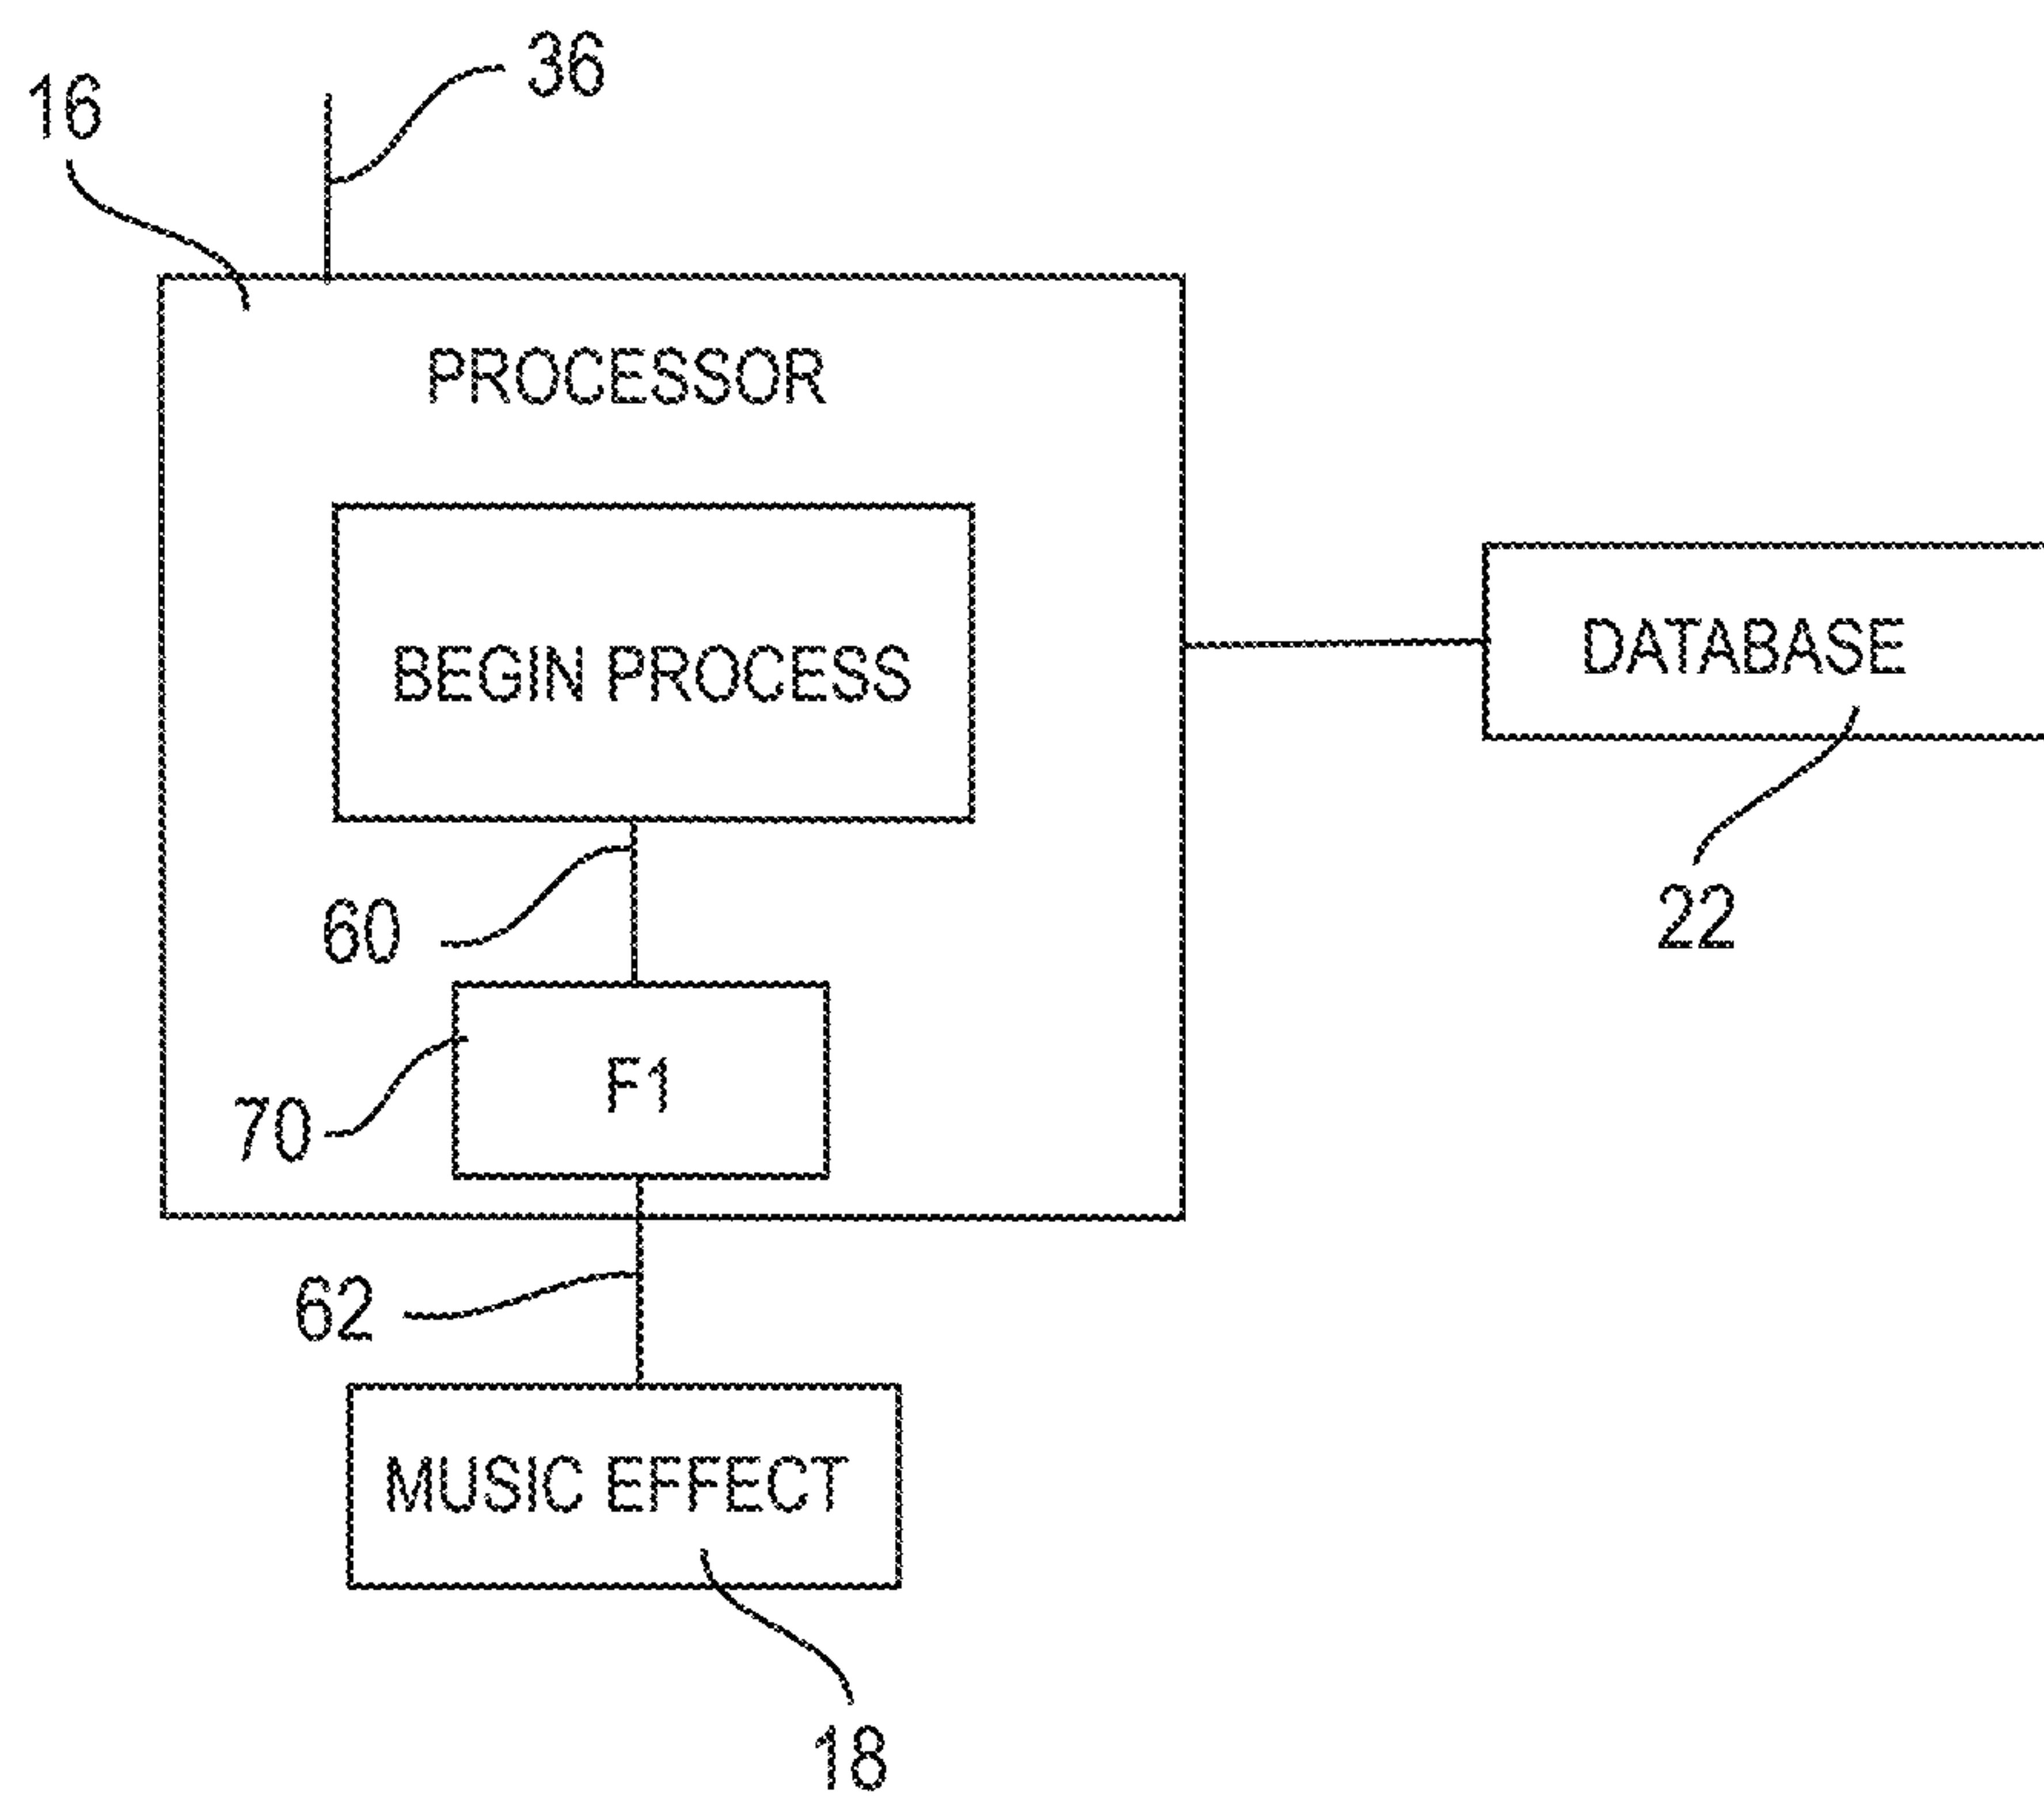 36
16
PROCESSOR
BEGIN PROCESS
DATABASE
60
22
F1
70
62
MUSIC EFFECT
18